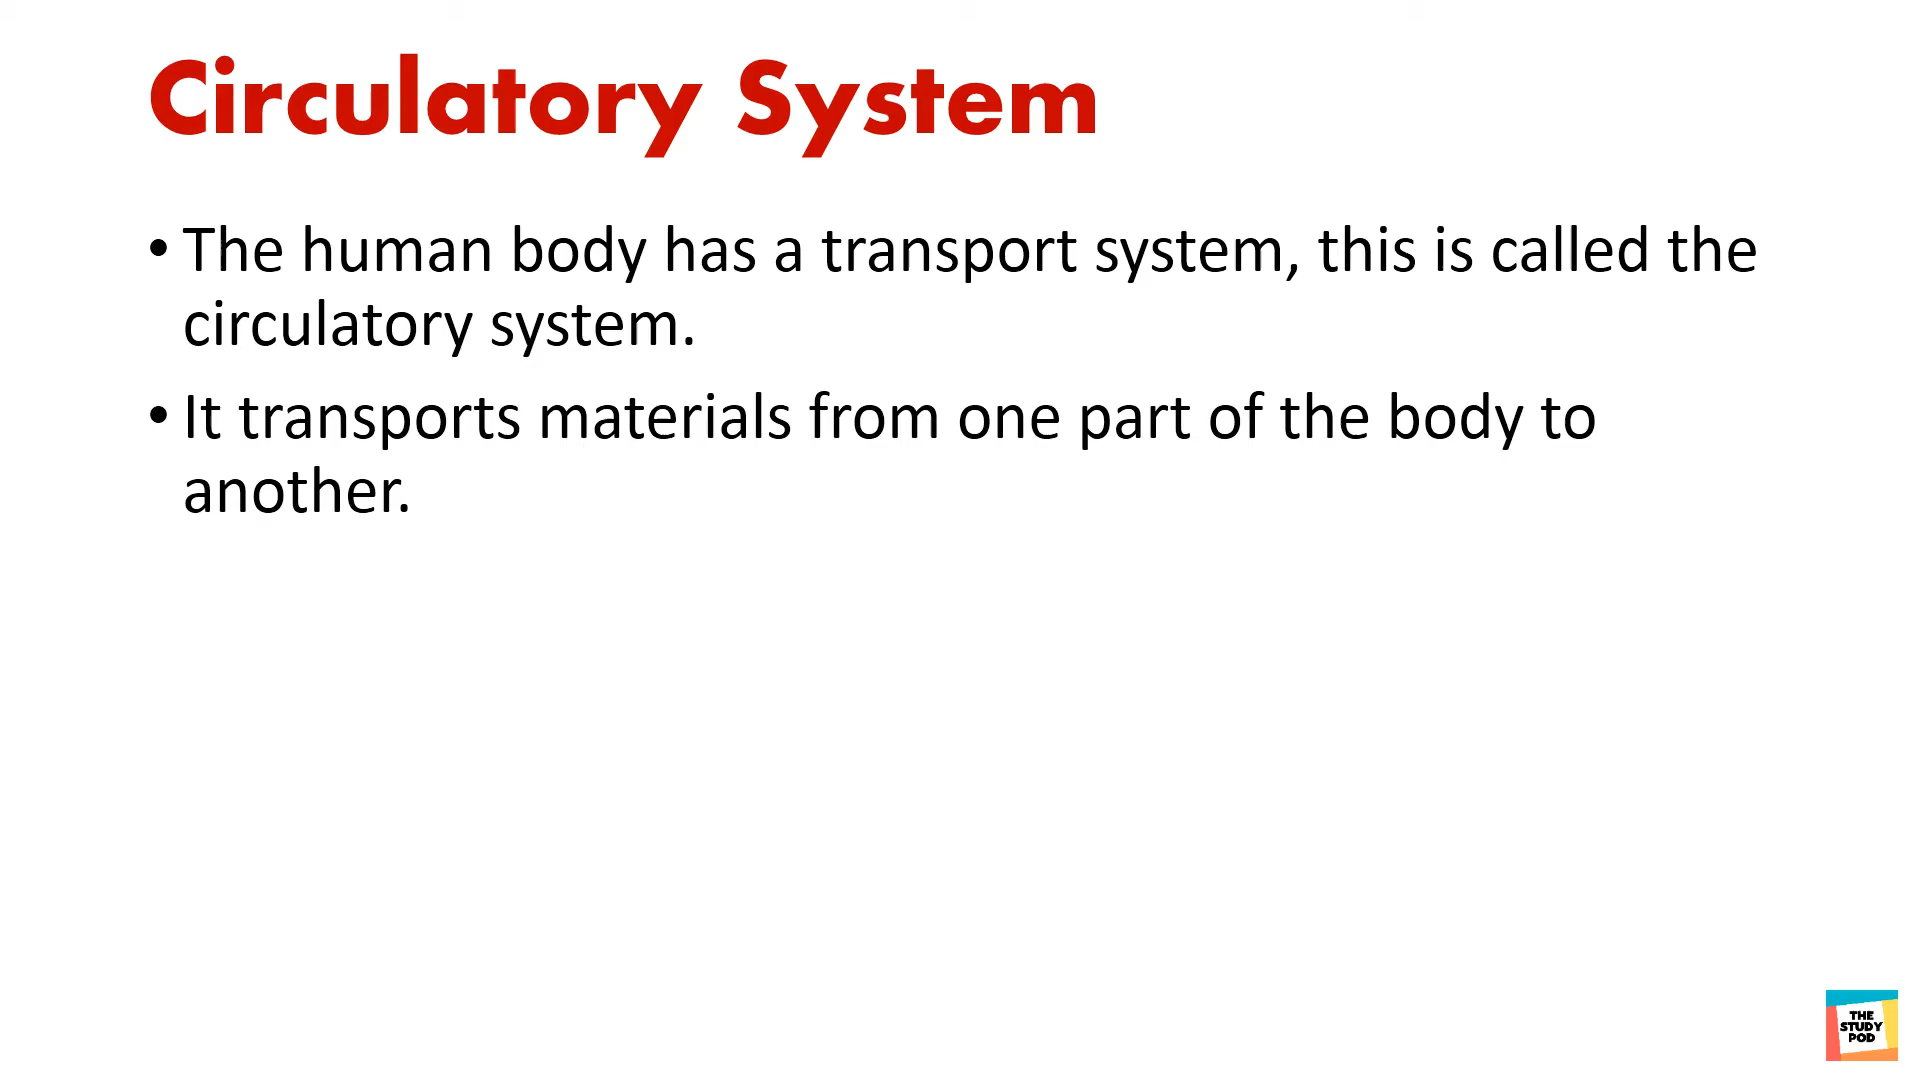 Circulatory System
• The human body has a transport system, this is called the
circulatory system.
• It transports materials from one part of the body to
another.
THE
STUDY
POD